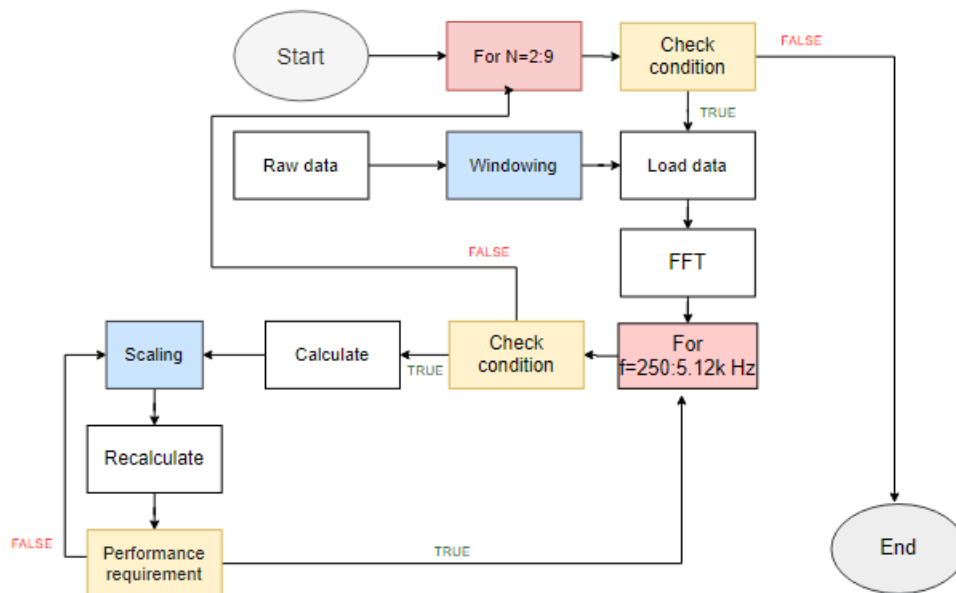 Start
For N=2:9
Check
condition
FALSE
TRUE
Raw data
Windowing
Load data
FALSE
FFT
Scaling
Calculate
TRUE
Check
condition
For
f=250:5.12k Hz
Recalculate
FALSE
Performance
requirement
TRUE
End